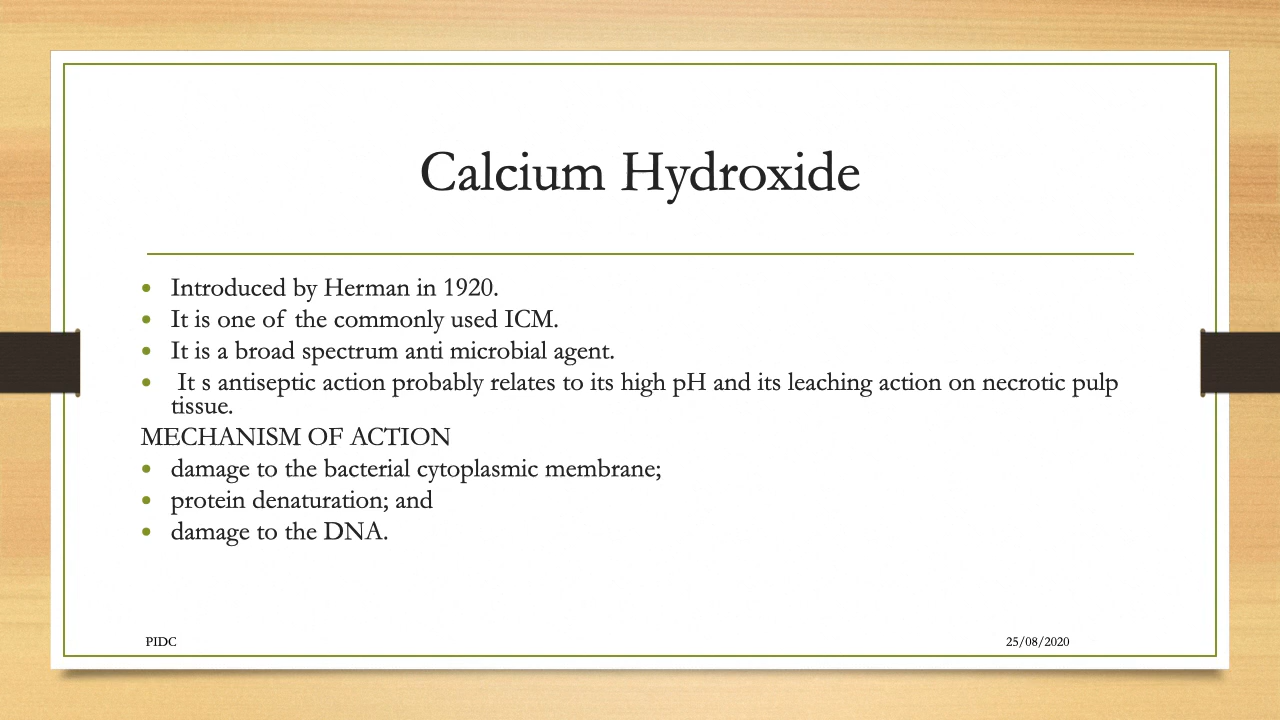 Calcium Hydroxide
• Introduced by Herman in 1920.
• It is one of the commonly used ICM.
• It is a broad spectrum anti microbial agent.
• It s antiseptic action probably relates to its high pH and its leaching action on necrotic pulp
tissue.
MECHANISM OF ACTION
• damage to the bacterial cytoplasmic membrane;
• protein denaturation; and
• damage to the DNA.
PIDC
25/08/2020